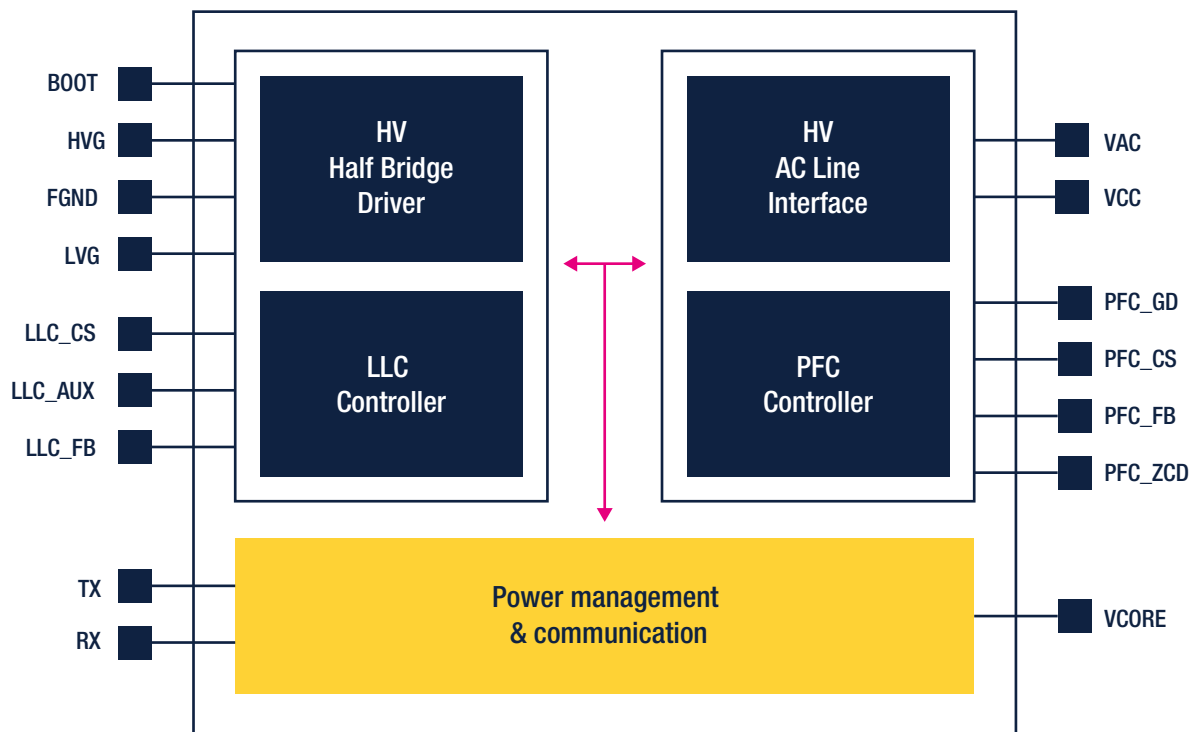 BOOT
HVG
FGND
LVG
LLC_CS
LLC_AUX
LLC_FB
TX
RX
HV
Half Bridge
Driver
LLC
Controller
HV
AC Line
Interface
PFC
Controller
Power management
& communication
VAC
VCC
PFC_GD
PFC_CS
PFC_FB
PFC_ZCD
VCORE